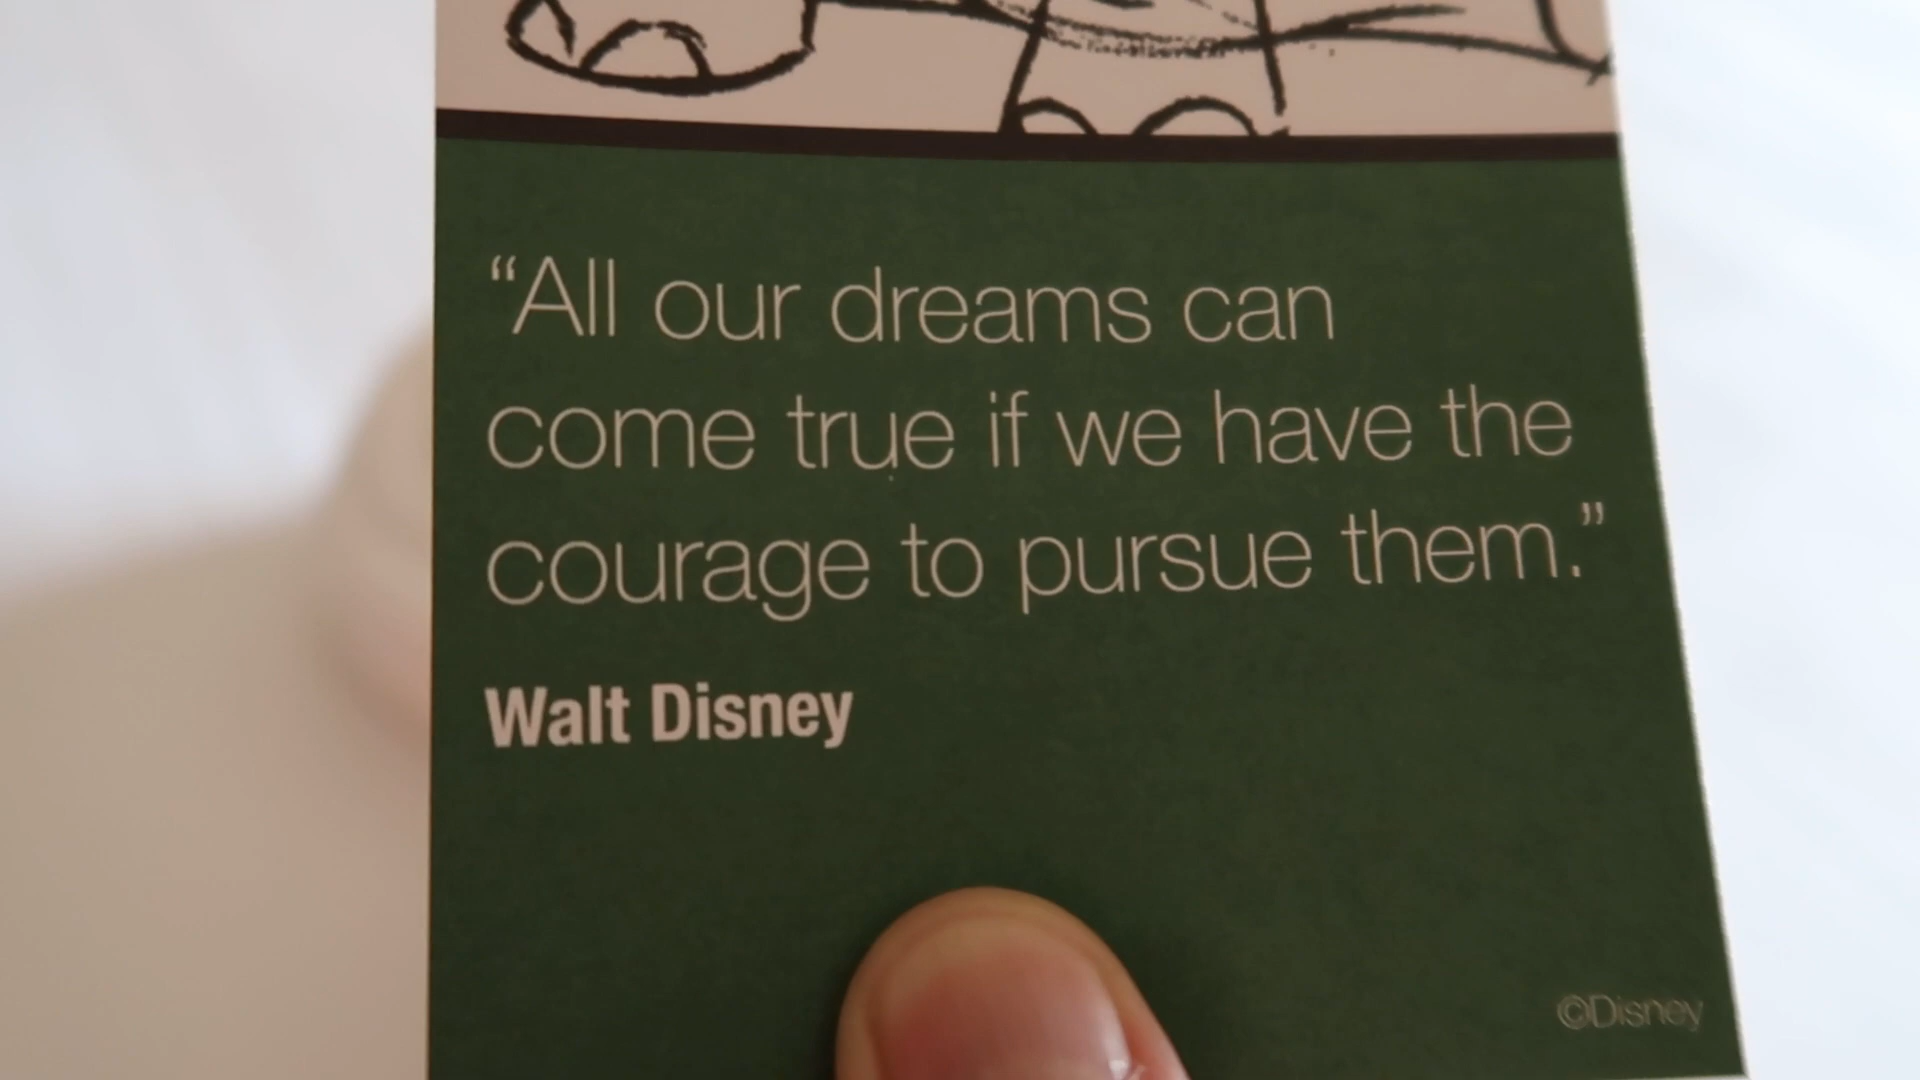 “All our dreams can
come true if we have the
courage to pursue them.”
Walt Disney
©Disney